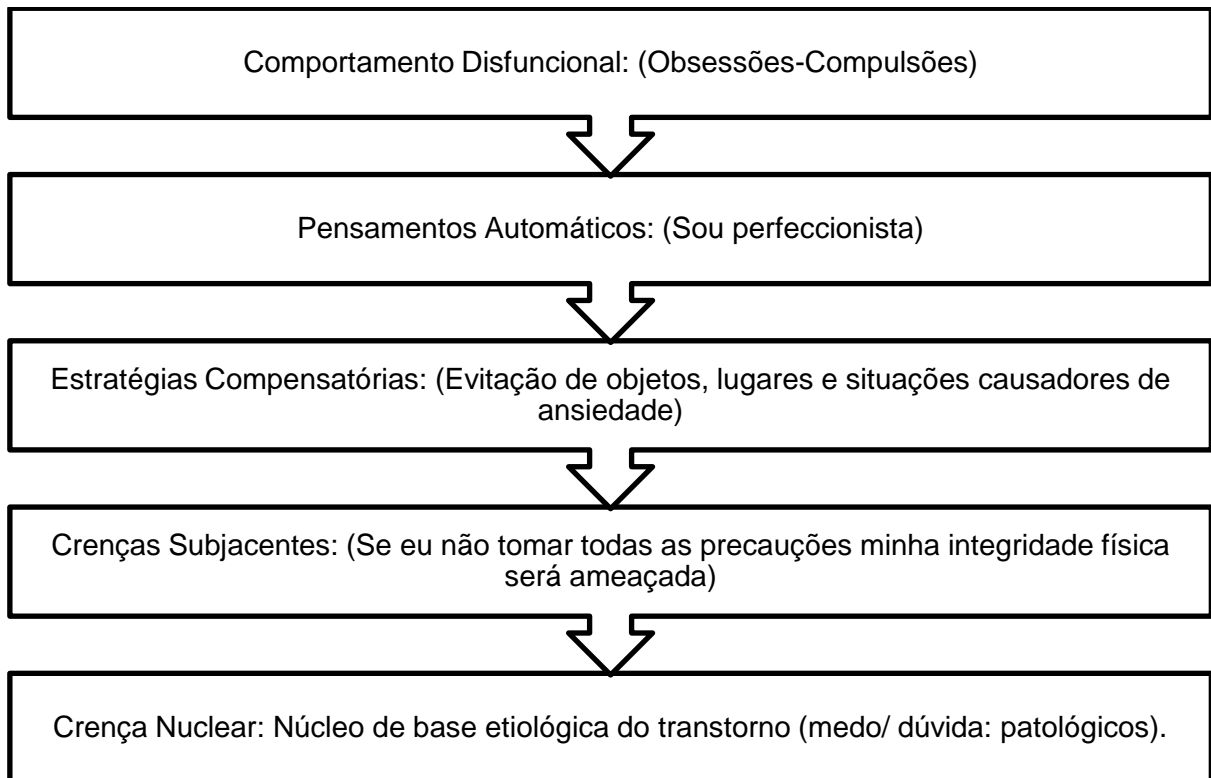 Comportamento Disfuncional: (Obsessões-Compulsões)
Pensamentos Automáticos: (Sou perfeccionista)
Estratégias Compensatórias: (Evitação de objetos, lugares e situações causadores de
ansiedade)
Crenças Subjacentes: (Se eu não tomar todas as precauções minha integridade física
será ameaçada)
Crença Nuclear: Núcleo de base etiológica do transtorno (medo/ dúvida: patológicos).